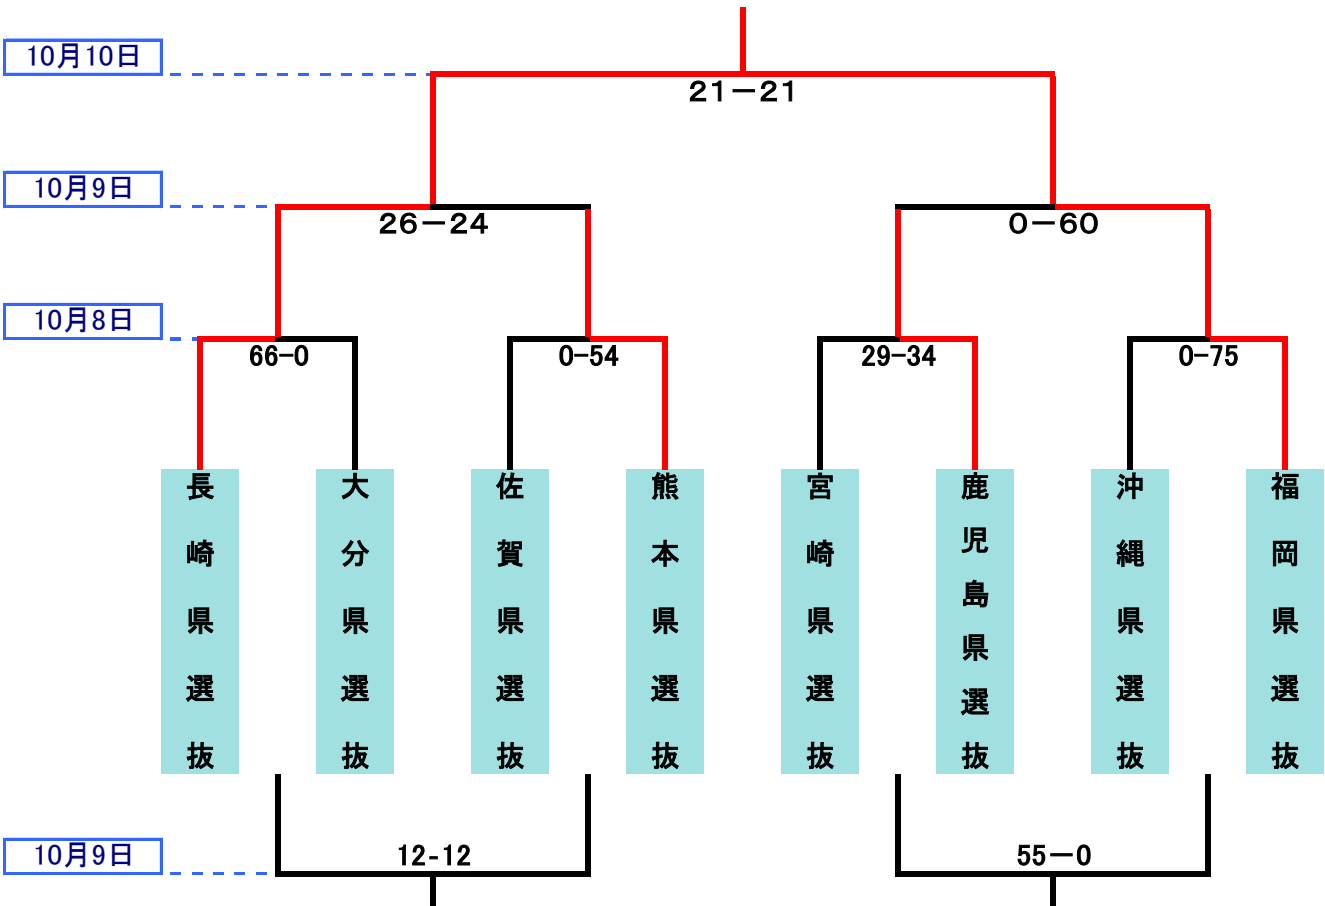 10月10日
21－21
10月9日
26－24
0－60
10月8日
66-0
0-54
29-34
0-75
長崎県選抜
大分県選抜
佐賀県選抜
熊本県選抜
宮崎県選抜
鹿児島県選抜
沖縄県選抜
福岡県選抜
10月9日
12-12
55－0